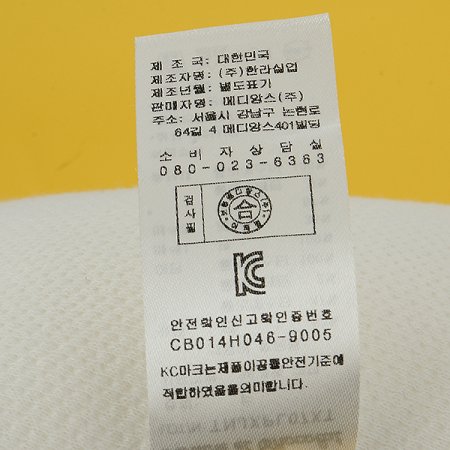 제 조 국: 대한민국
제조자명: (주)한라실업
제조년월: 별도표기
판매자원: 메디앙스(주)
주소: 서울시 강남구 논현로
64길 4 메디앙스401빌딩
소 비 자 상 담 실
080-023-6363
검사필
합
KC
안전확인신고확인증번호
CB014H046-9005
KC마크는제품이공통안전기준에
적합하였음을의미합니다.